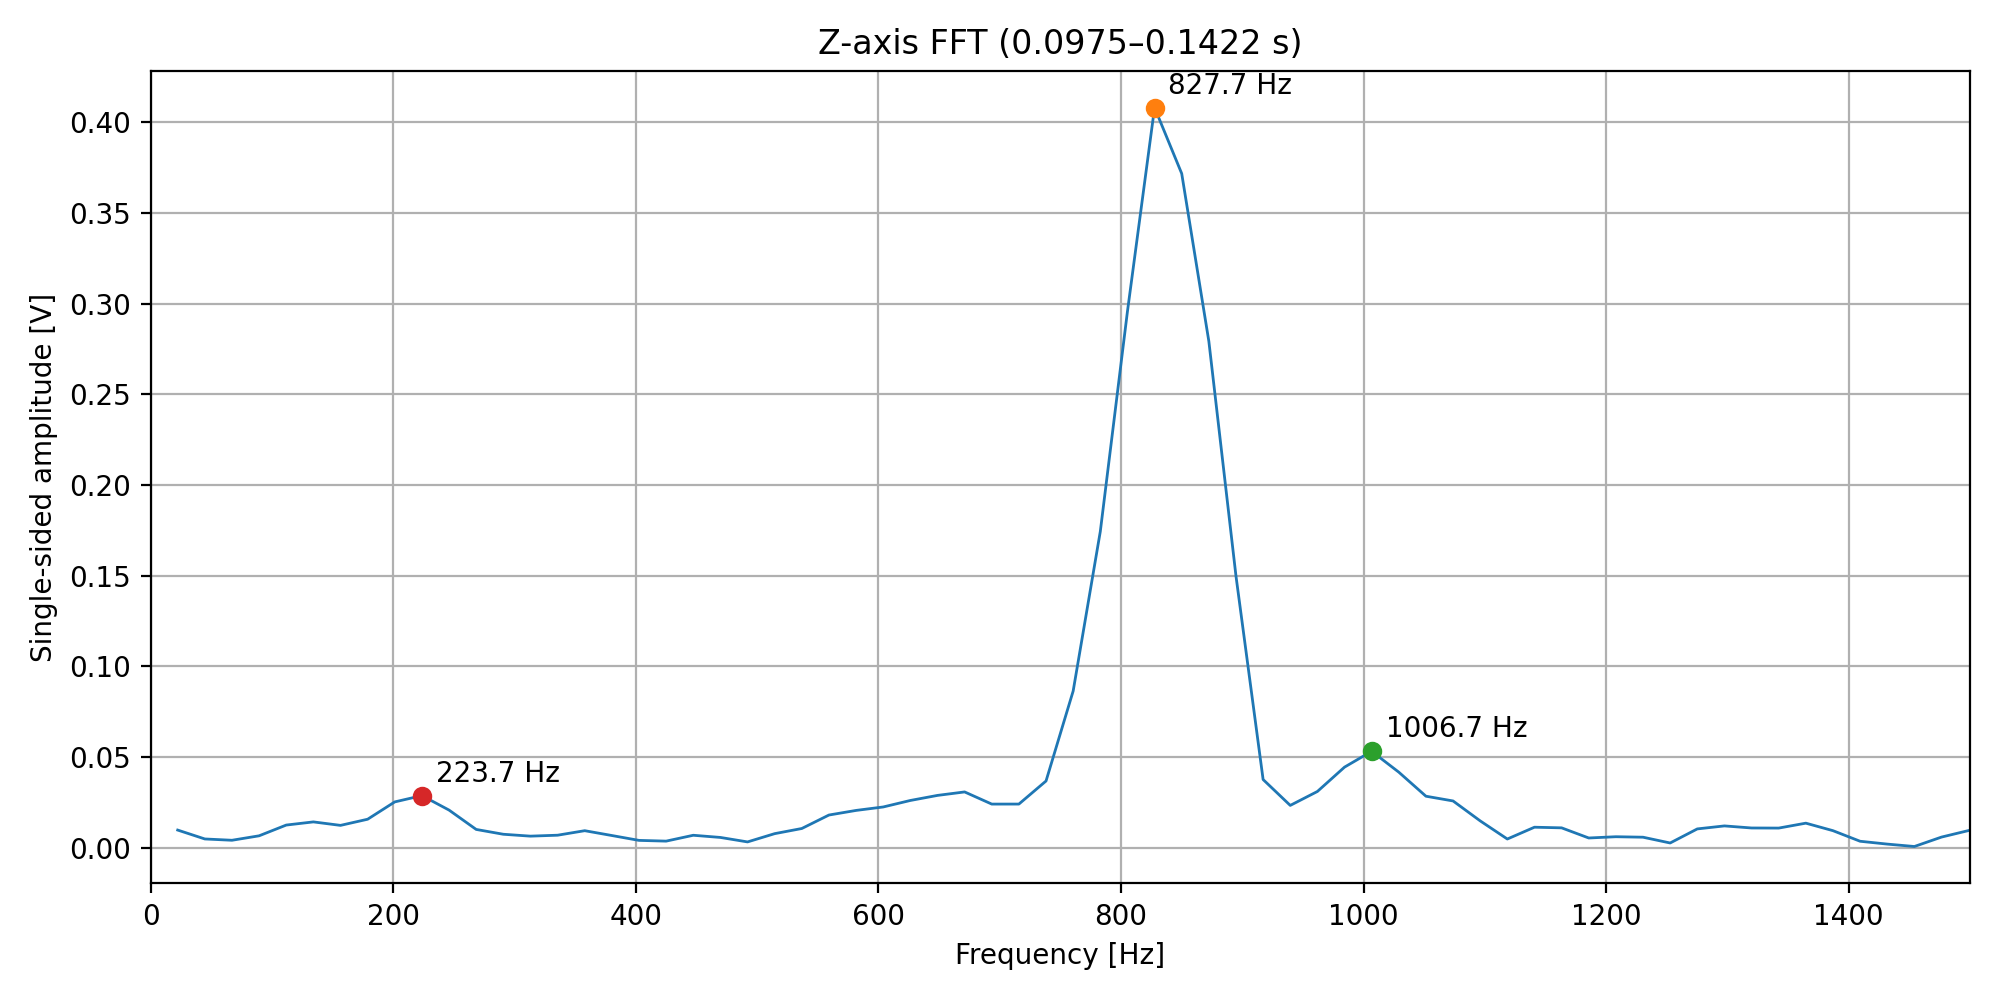 Z-axis FFT (0.0975–0.1422 s)
827.7 Hz
1006.7 Hz
223.7 Hz
0.40
0.35
0.30
0.25
0.20
0.15
0.10
0.05
0.00
Single-sided amplitude [V]
0 200 400 600 800 1000 1200 1400
Frequency [Hz]